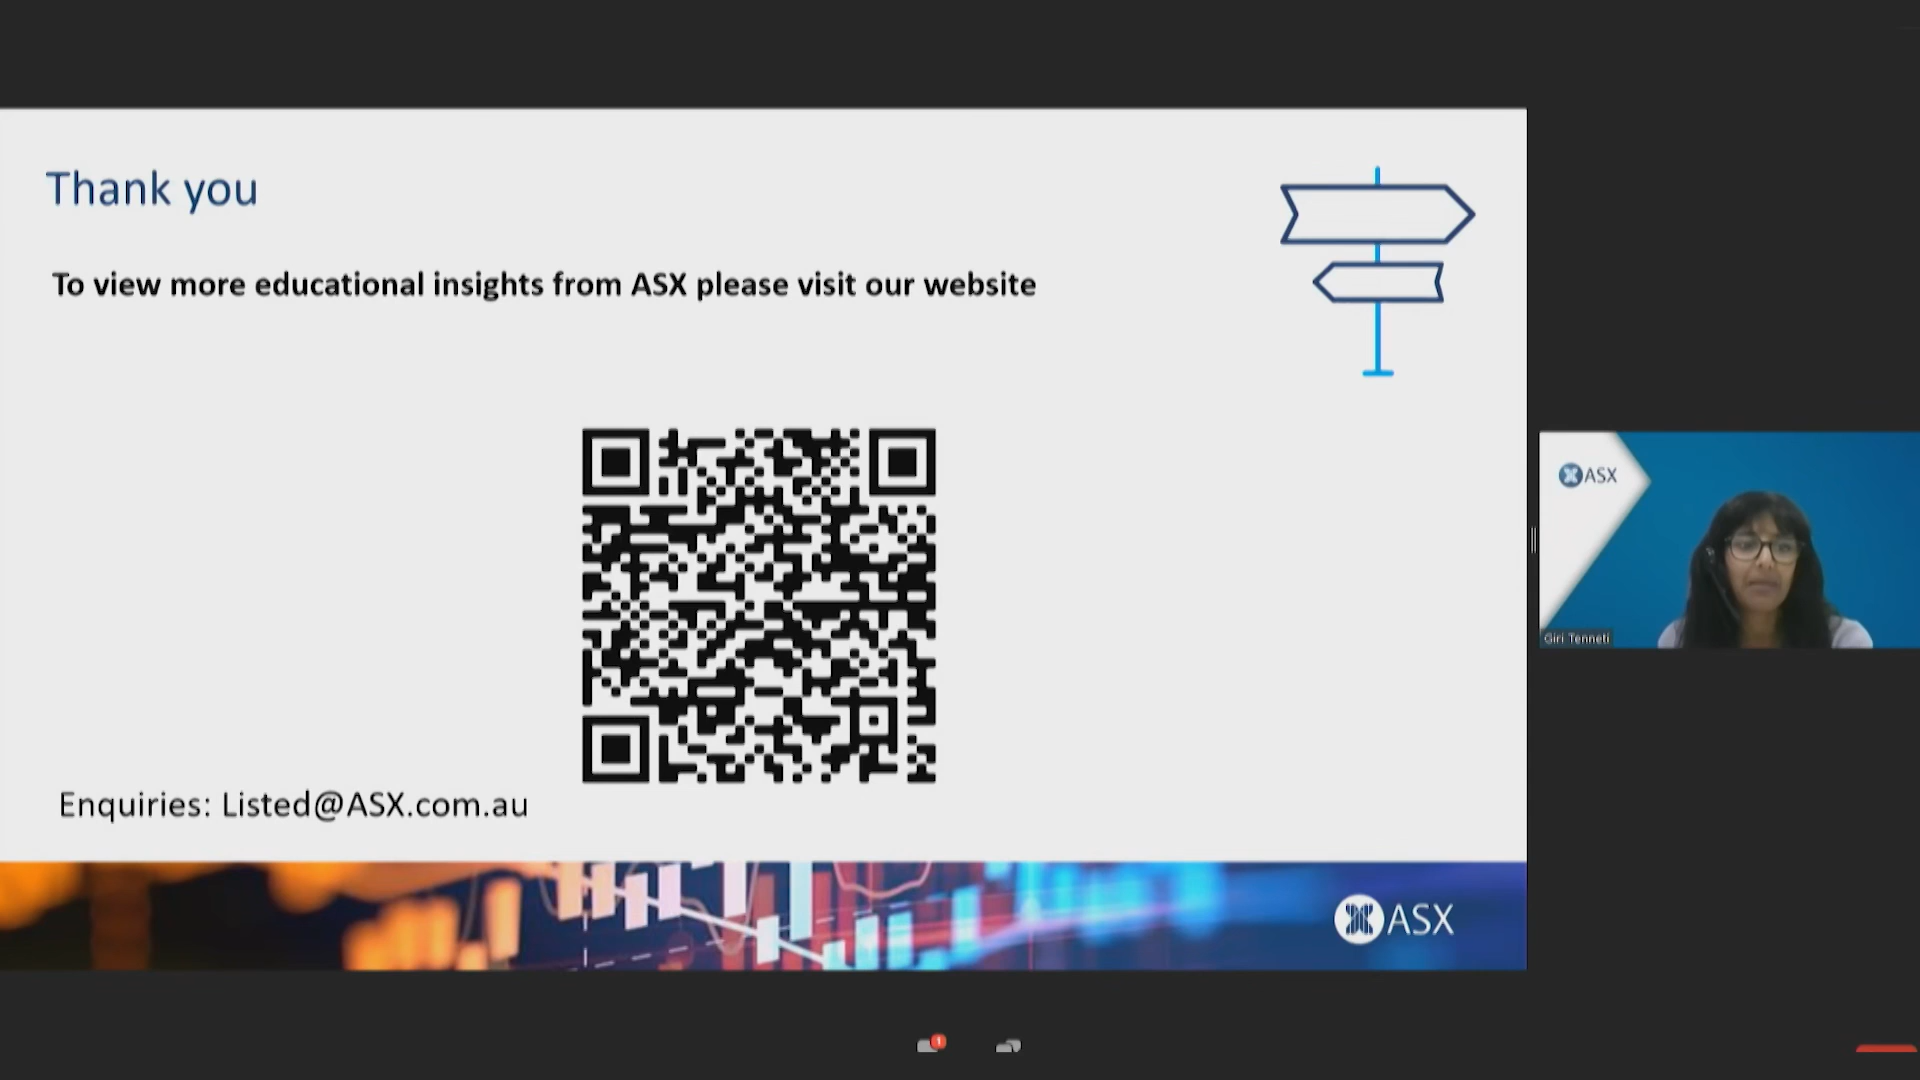 Thank you
To view more educational insights from ASX please visit our website
Enquiries: Listed@ASX.com.au
ASX
ASX
Giri Tenneti
1